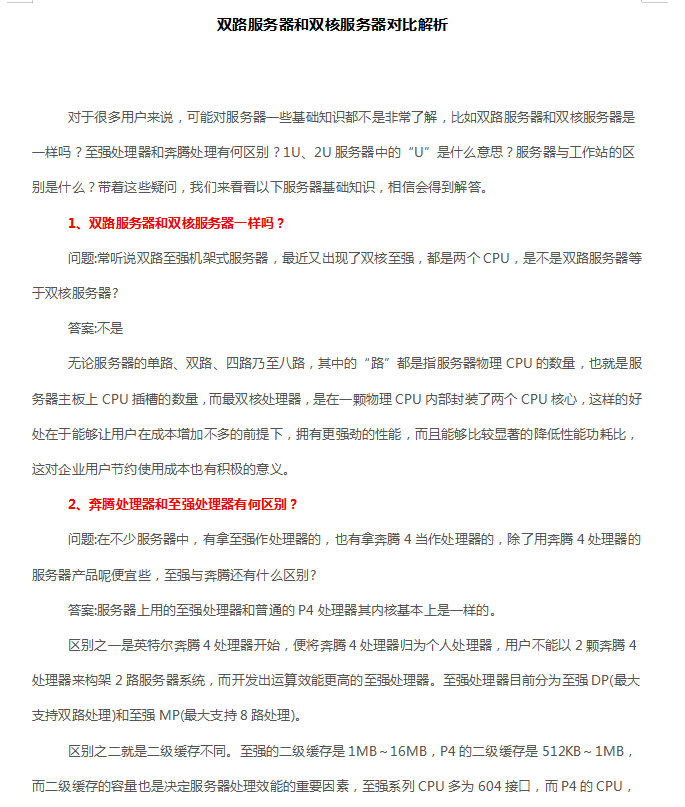 双路服务器和双核服务器对比解析
对于很多用户来说，可能对服务器一些基础知识都不是非常了解，比如双路服务器和双核服务器是
一样吗？至强处理器和奔腾处理有何区别？1U、2U 服务器中的“U”是什么意思？服务器与工作站的区
别是什么？带着这些疑问，我们来看看以下服务器基础知识，相信会得到解答。
1、双路服务器和双核服务器一样吗？
问题:常听说双路至强机架式服务器，最近又出现了双核至强，都是两个 CPU，是不是双路服务器等
于双核服务器?
答案:不是
无论服务器的单路、双路、四路乃至八路，其中的“路”都是指服务器物理 CPU 的数量，也就是服
务器主板上 CPU 插槽的数量，而最双核处理器，是在一颗物理 CPU 内部封装了两个 CPU 核心，这样的好
处在于能够让用户在成本增加不多的前提下，拥有更强劲的性能，而且能够比较显著的降低性能功耗比，
这对企业用户节约使用成本也有积极的意义。
2、奔腾处理器和至强处理器有何区别？
问题:在不少服务器中，有拿至强作处理器的，也有拿奔腾 4 当作处理器的，除了用奔腾 4 处理器的
服务器产品呢便宜些，至强与奔腾还有什么区别?
答案:服务器上用的至强处理器和普通的 P4 处理器其内核基本上是一样的。
区别之一是英特尔奔腾 4 处理器开始，便将奔腾 4 处理器归为个人处理器，用户不能以 2 颗奔腾 4
处理器来构架 2 路服务器系统，而开发出运算效能更高的至强处理器。至强处理器目前分为至强 DP(最大
支持双路处理)和至强 MP(最大支持 8 路处理)。
区别之二就是二级缓存不同。至强的二级缓存是 1MB～16MB，P4 的二级缓存是 512KB～1MB，
而二级缓存的容量也是决定服务器处理效能的重要因素，至强系列 CPU 多为 604 接口，而 P4 的 CPU，